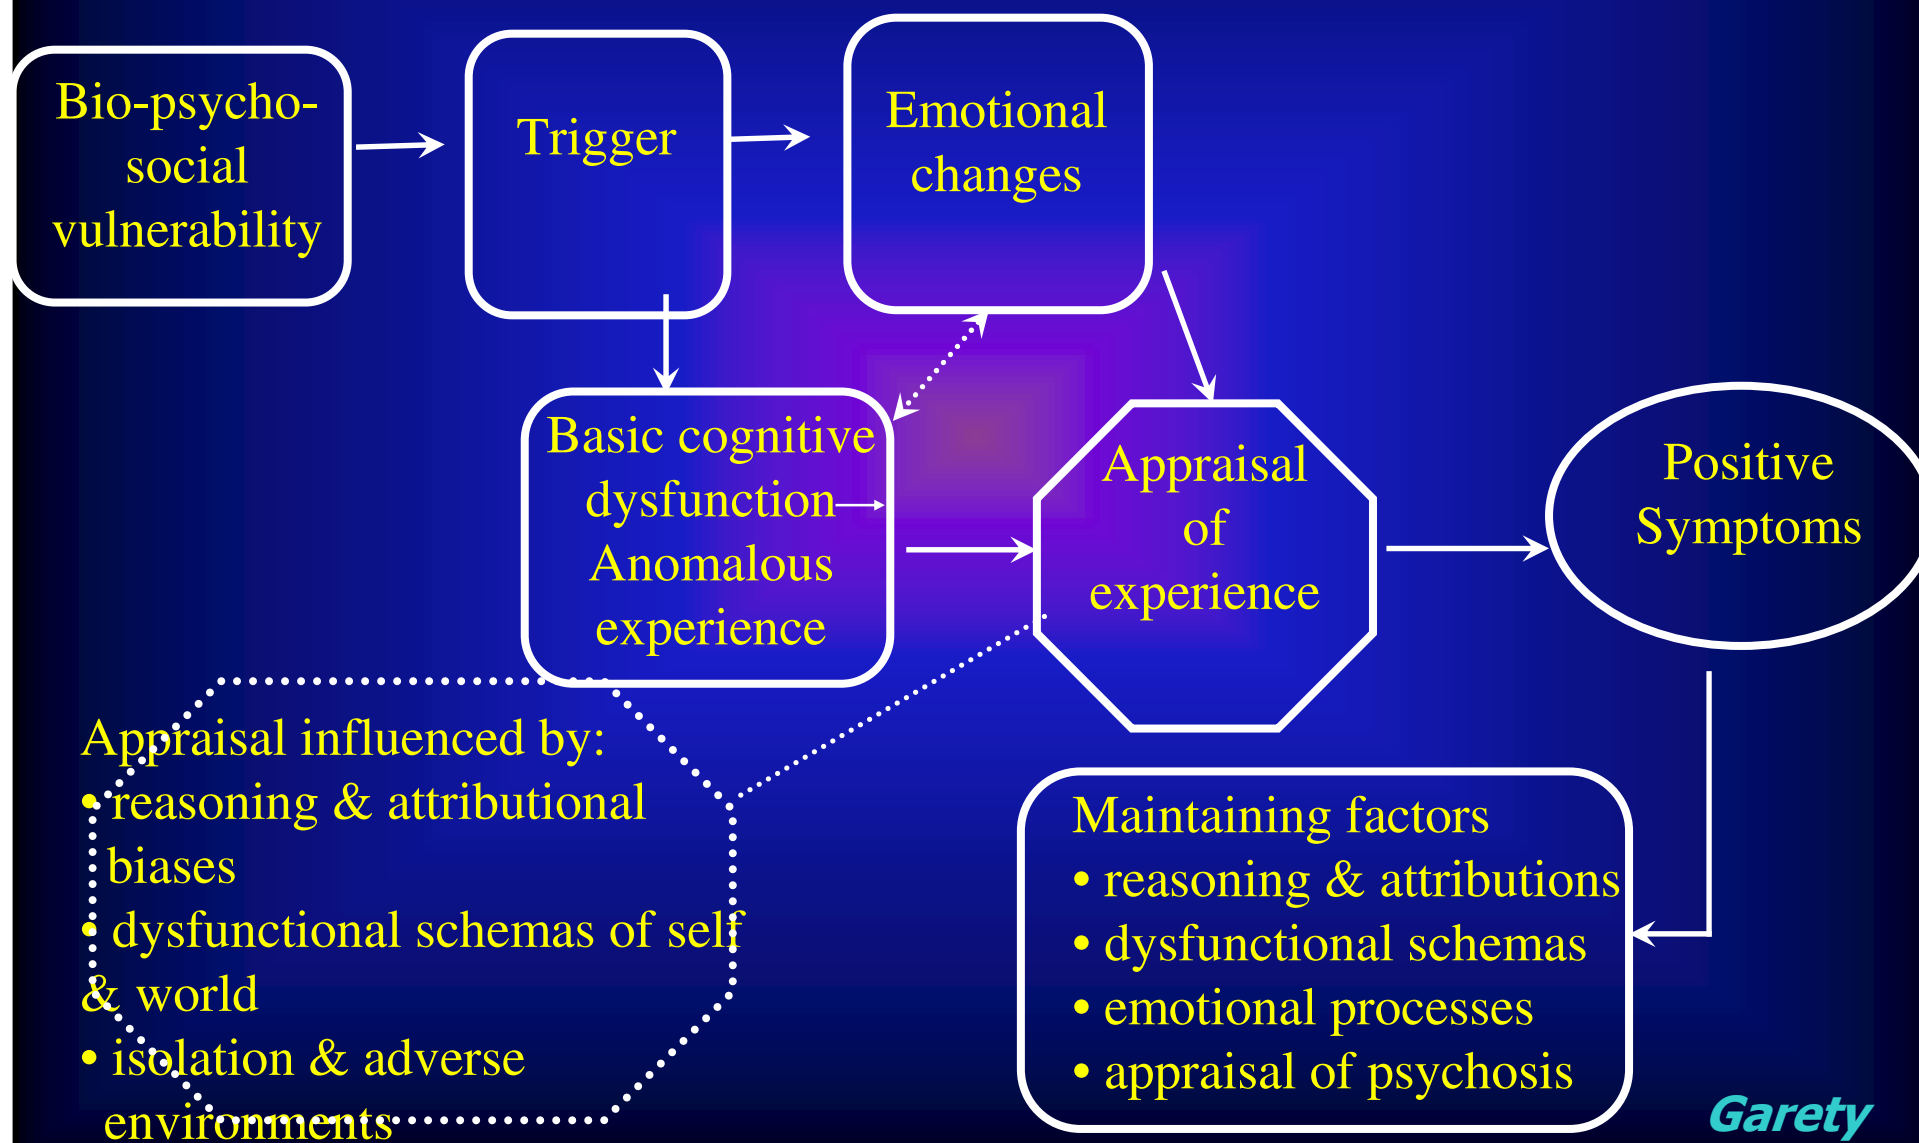 Bio-psycho-
social
vulnerability
Trigger
Emotional
changes
Basic cognitive
dysfunction
Anomalous
experience
Appraisal
of
experience
Positive
Symptoms
Appraisal influenced by:
• reasoning & attributional
biases
• dysfunctional schemas of self
& world
• isolation & adverse
environments
Maintaining factors
• reasoning & attributions
• dysfunctional schemas
• emotional processes
• appraisal of psychosis
Garety